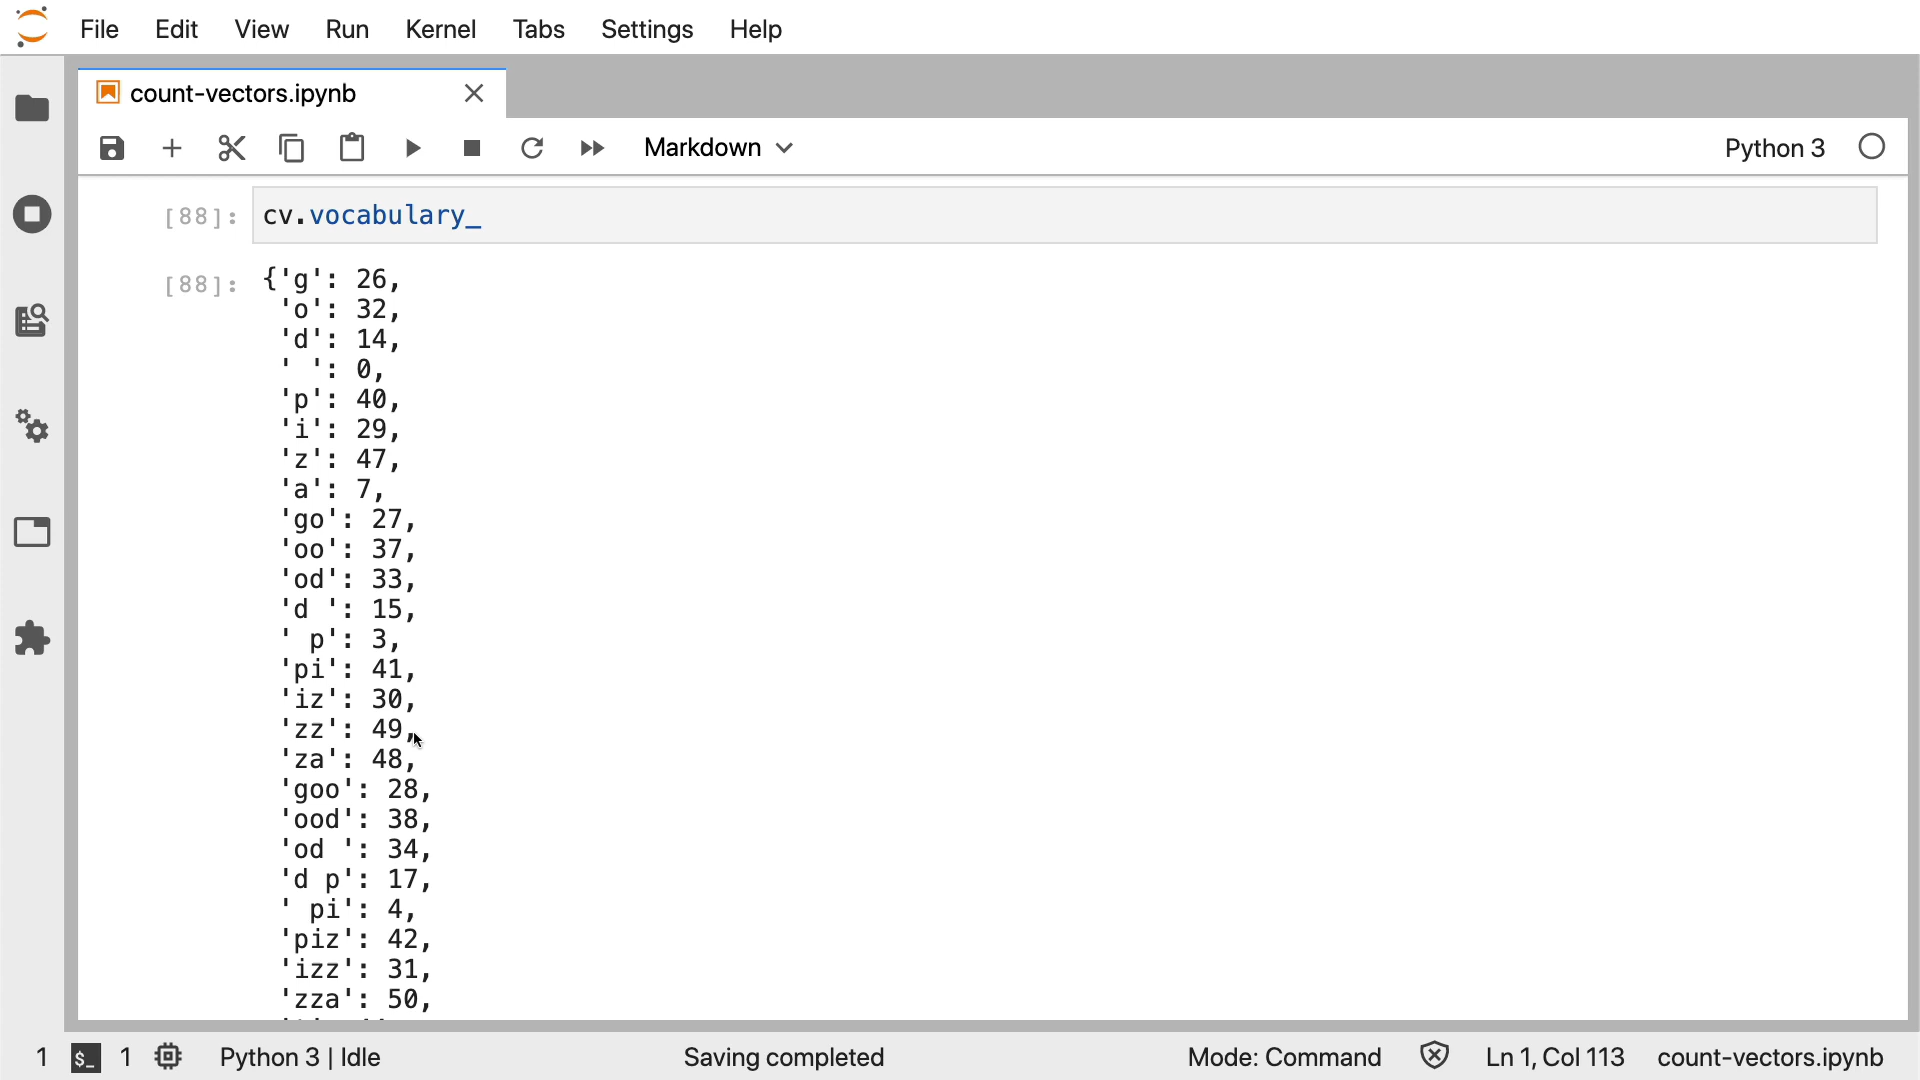 File Edit View Run Kernel Tabs Settings Help
count-vectors.ipynb
Markdown Python 3
[88]: cv.vocabulary_
[88]: {'g': 26,
'o': 32,
'd': 14,
' ': 0,
'p': 40,
'i': 29,
'z': 47,
'a': 7,
'go': 27,
'oo': 37,
'od': 33,
'd ': 15,
' p': 3,
'pi': 41,
'iz': 30,
'zz': 49,
'za': 48,
'goo': 28,
'ood': 38,
'od ': 34,
'd p': 17,
' pi': 4,
'piz': 42,
'izz': 31,
'zza': 50,
1 $_ 1 Python 3 | Idle Saving completed Mode: Command Ln 1, Col 113 count-vectors.ipynb